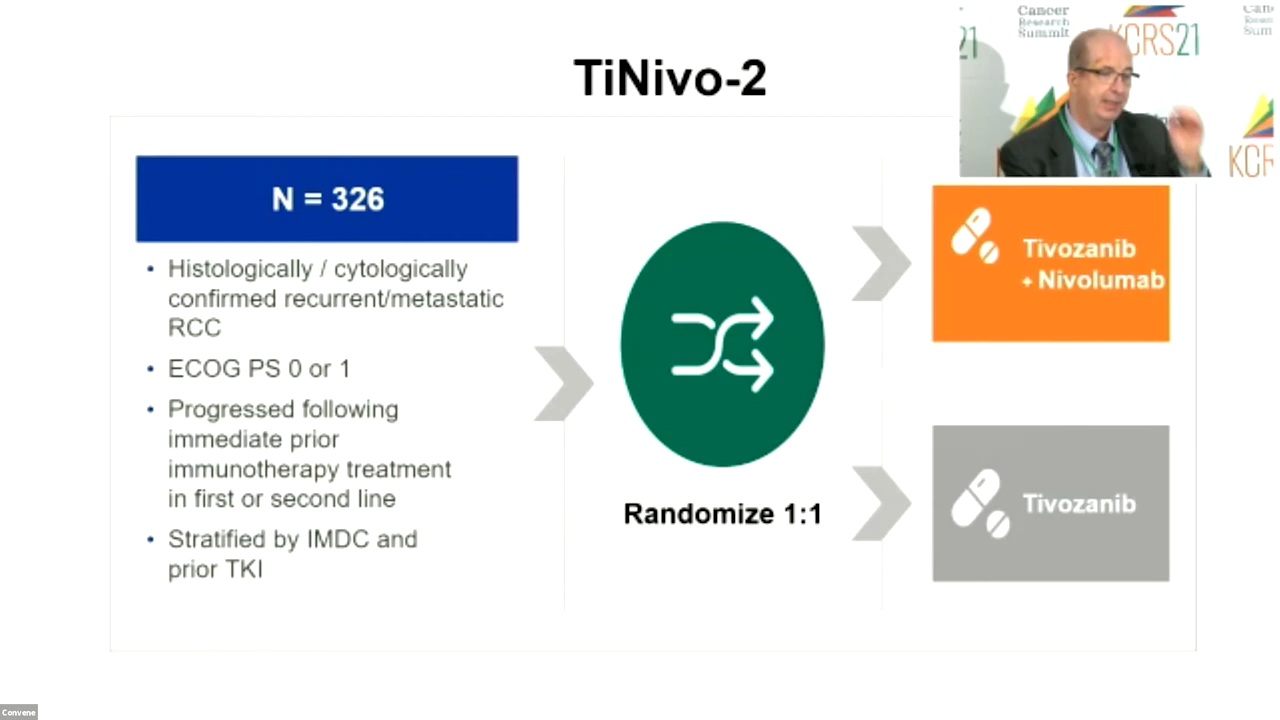 TiNivo-2
Cancer
Research
Summit
KCRS21
21
KCR
N = 326
• Histologically / cytologically
confirmed recurrent/metastatic
RCC
• ECOG PS 0 or 1
• Progressed following
immediate prior
immunotherapy treatment
in first or second line
• Stratified by IMDC and
prior TKI
Randomize 1:1
Tivozanib
+ Nivolumab
Tivozanib
Convene